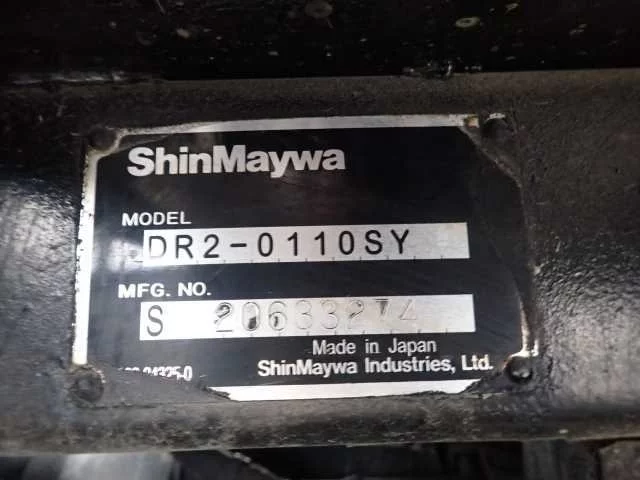 ShinMaywa
MODEL
DR2-0110SY
MFG. NO.
S 20633274
Made in Japan
ShinMaywa Industries, Ltd.